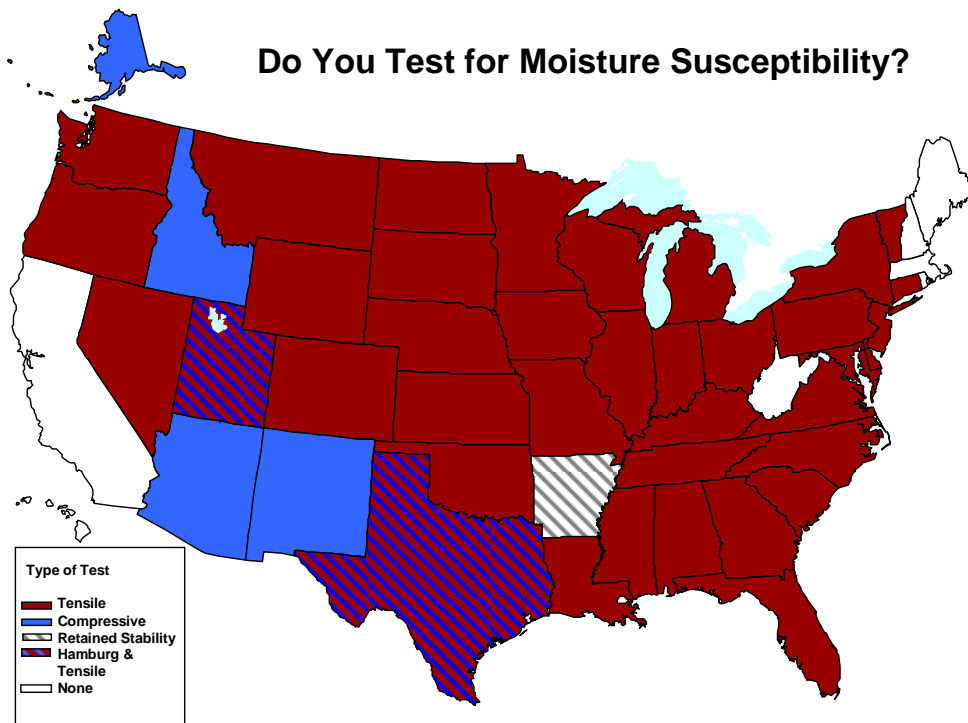 Do You Test for Moisture Susceptibility?
Type of Test
Tensile
Compressive
Retained Stability
Hamburg &
Tensile
None